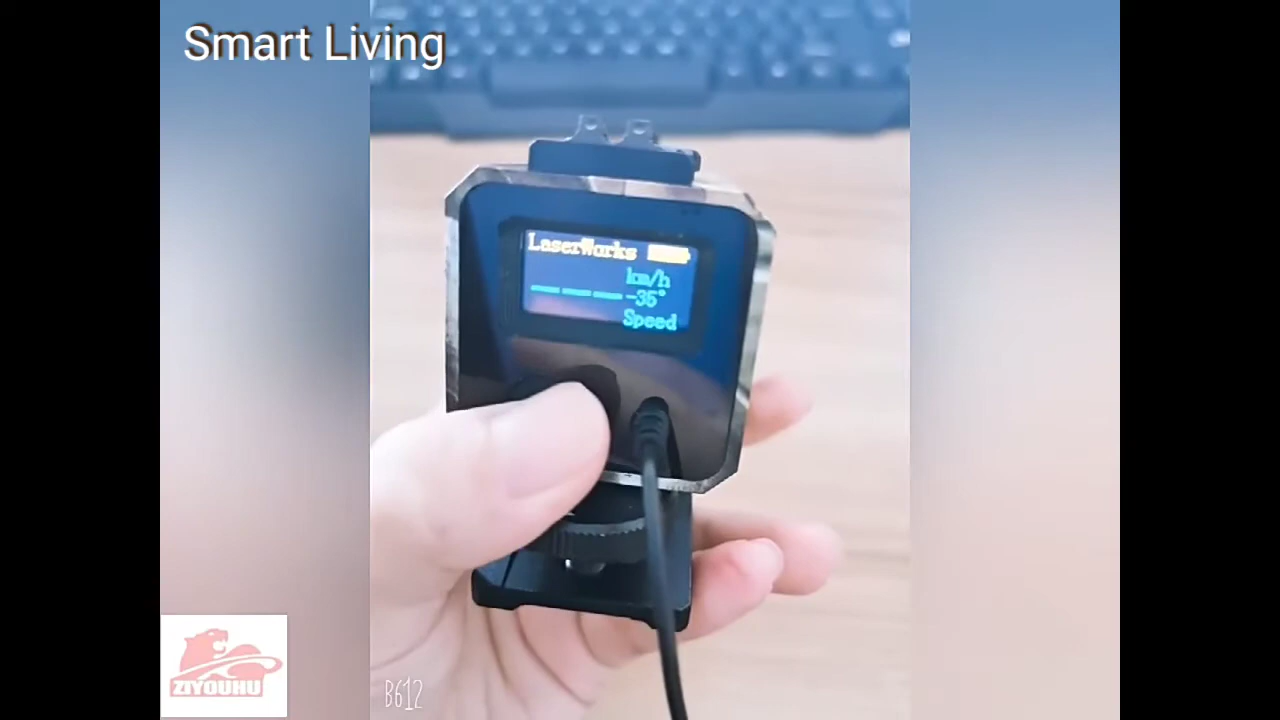 Smart Living
LaserWorks
km/h
--- -35°
Speed
ZIYOUHU
B612